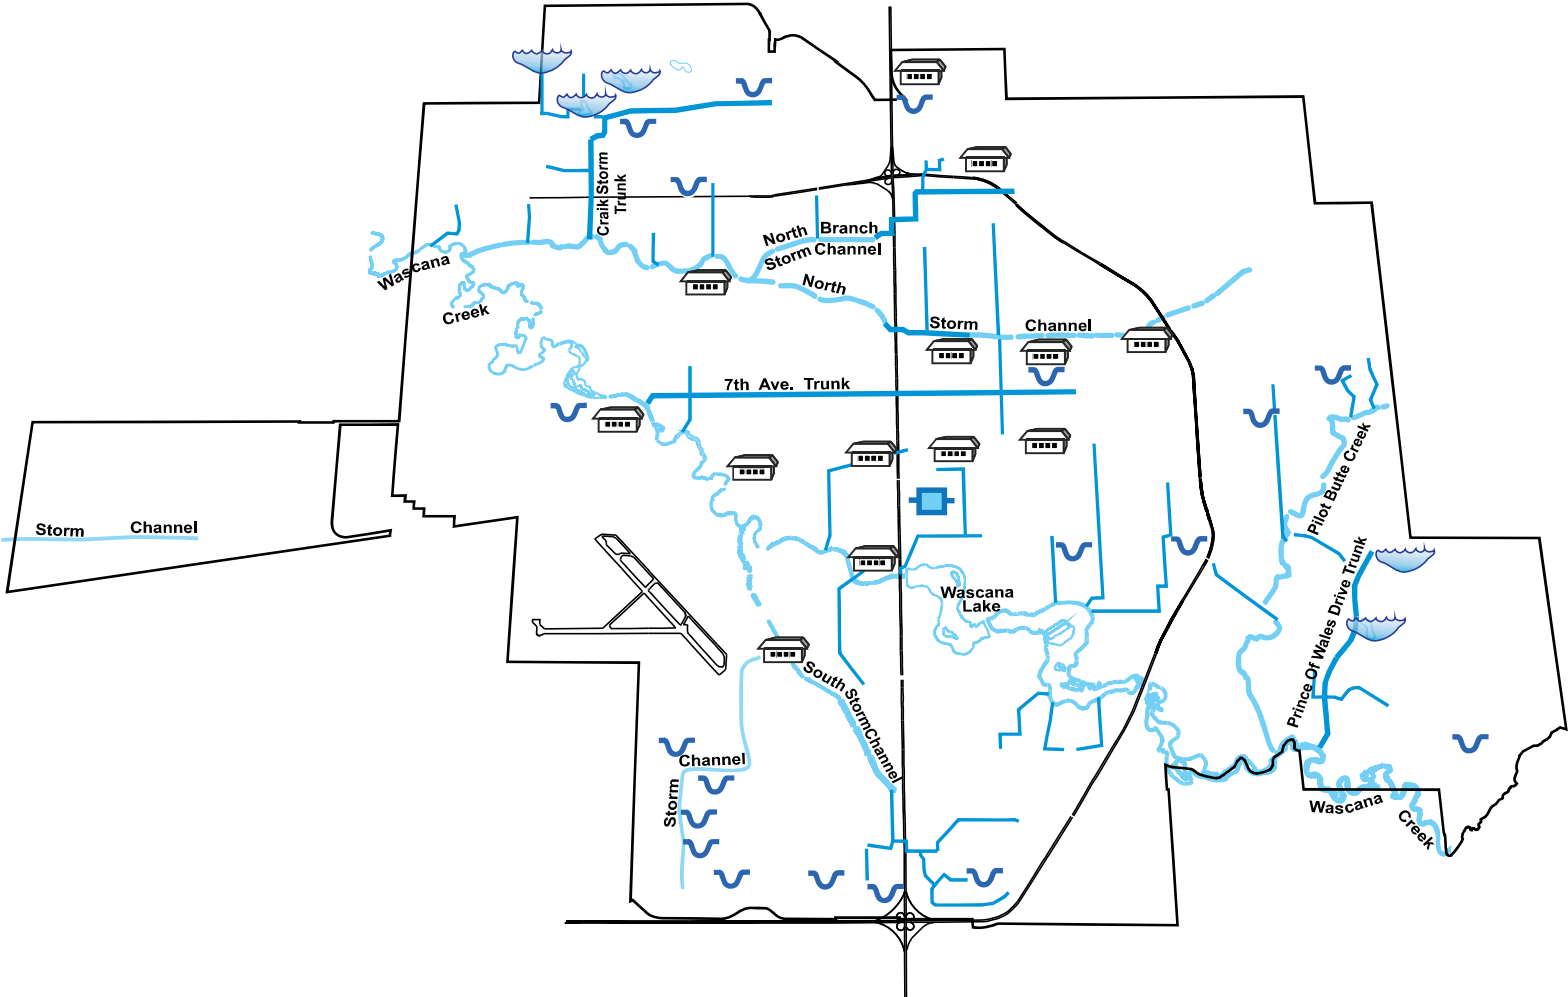 Craik Storm
Trunk
North Branch
Storm Channel
Wascana
Creek
North
Storm Channel
7th Ave. Trunk
Pilot Butte Creek
Storm Channel
Prince Of Wales Drive Trunk
Wascana
Lake
South Storm Channel
Channel
Storm
Wascana
Creek